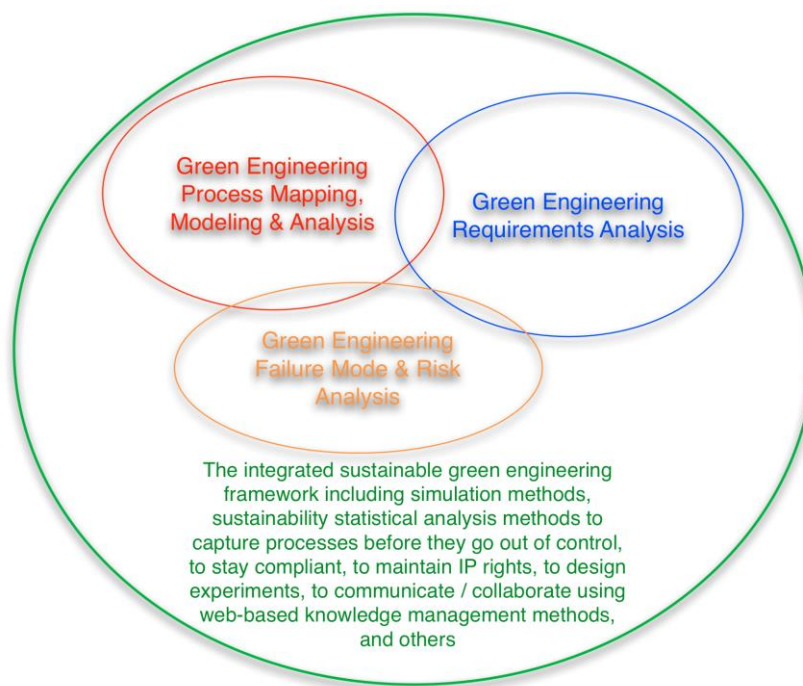 Green Engineering
Process Mapping,
Modeling & Analysis
Green Engineering
Requirements Analysis
Green Engineering
Failure Mode & Risk
Analysis
The integrated sustainable green engineering
framework including simulation methods,
sustainability statistical analysis methods to
capture processes before they go out of control,
to stay compliant, to maintain IP rights, to design
experiments, to communicate / collaborate using
web-based knowledge management methods,
and others